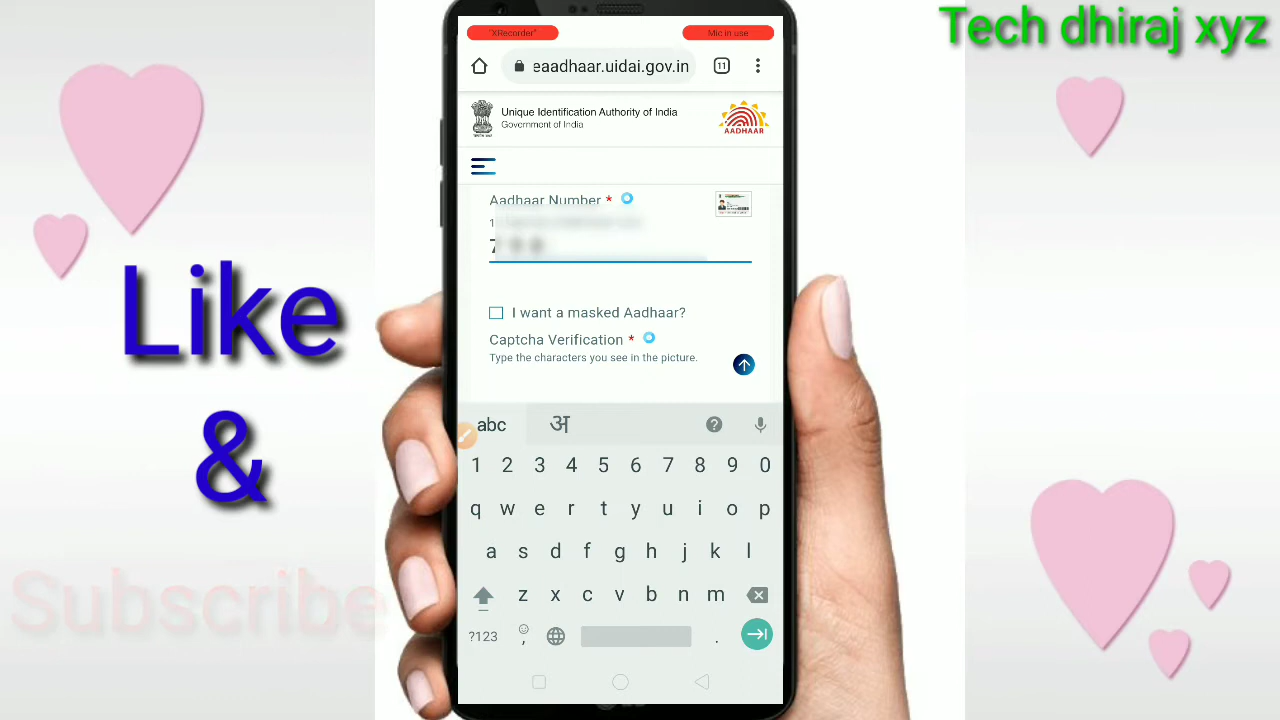 Tech dhiraj xyz
"XRecorder"
Mic in use
eaadhaar.uidai.gov.in
11
Unique Identification Authority of India
Government of India
AADHAAR
Aadhaar Number *
I want a masked Aadhaar?
Captcha Verification *
Type the characters you see in the picture.
abc अ ?
1 2 3 4 5 6 7 8 9 0
q w e r t y u i o p
a s d f g h j k l
z x c v b n m
?123 , .
Like
&
Subscribe